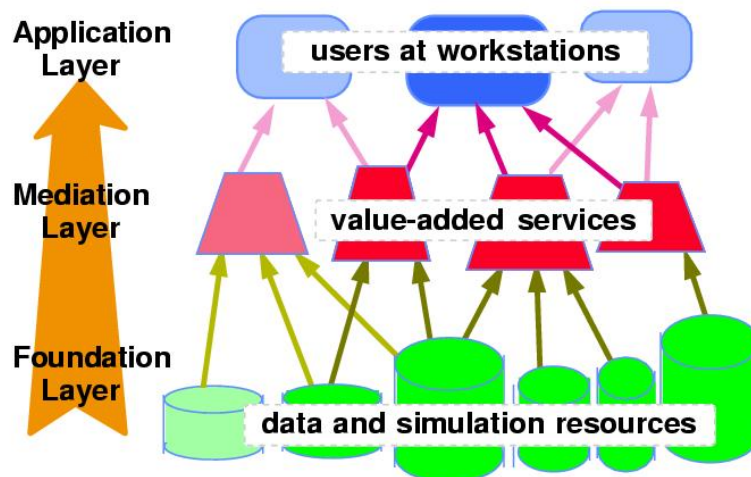 Application
Layer
users at workstations
Mediation
Layer
value-added services
Foundation
Layer
data and simulation resources